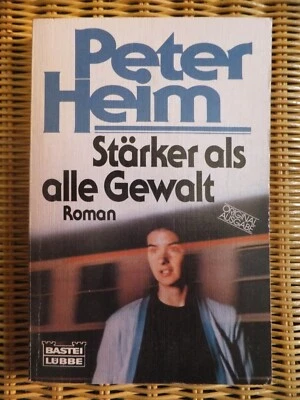 Peter
Heim
Stärker als
alle Gewalt
Roman
ORIGINAL
AUSGABE
BASTEI
LÜBBE